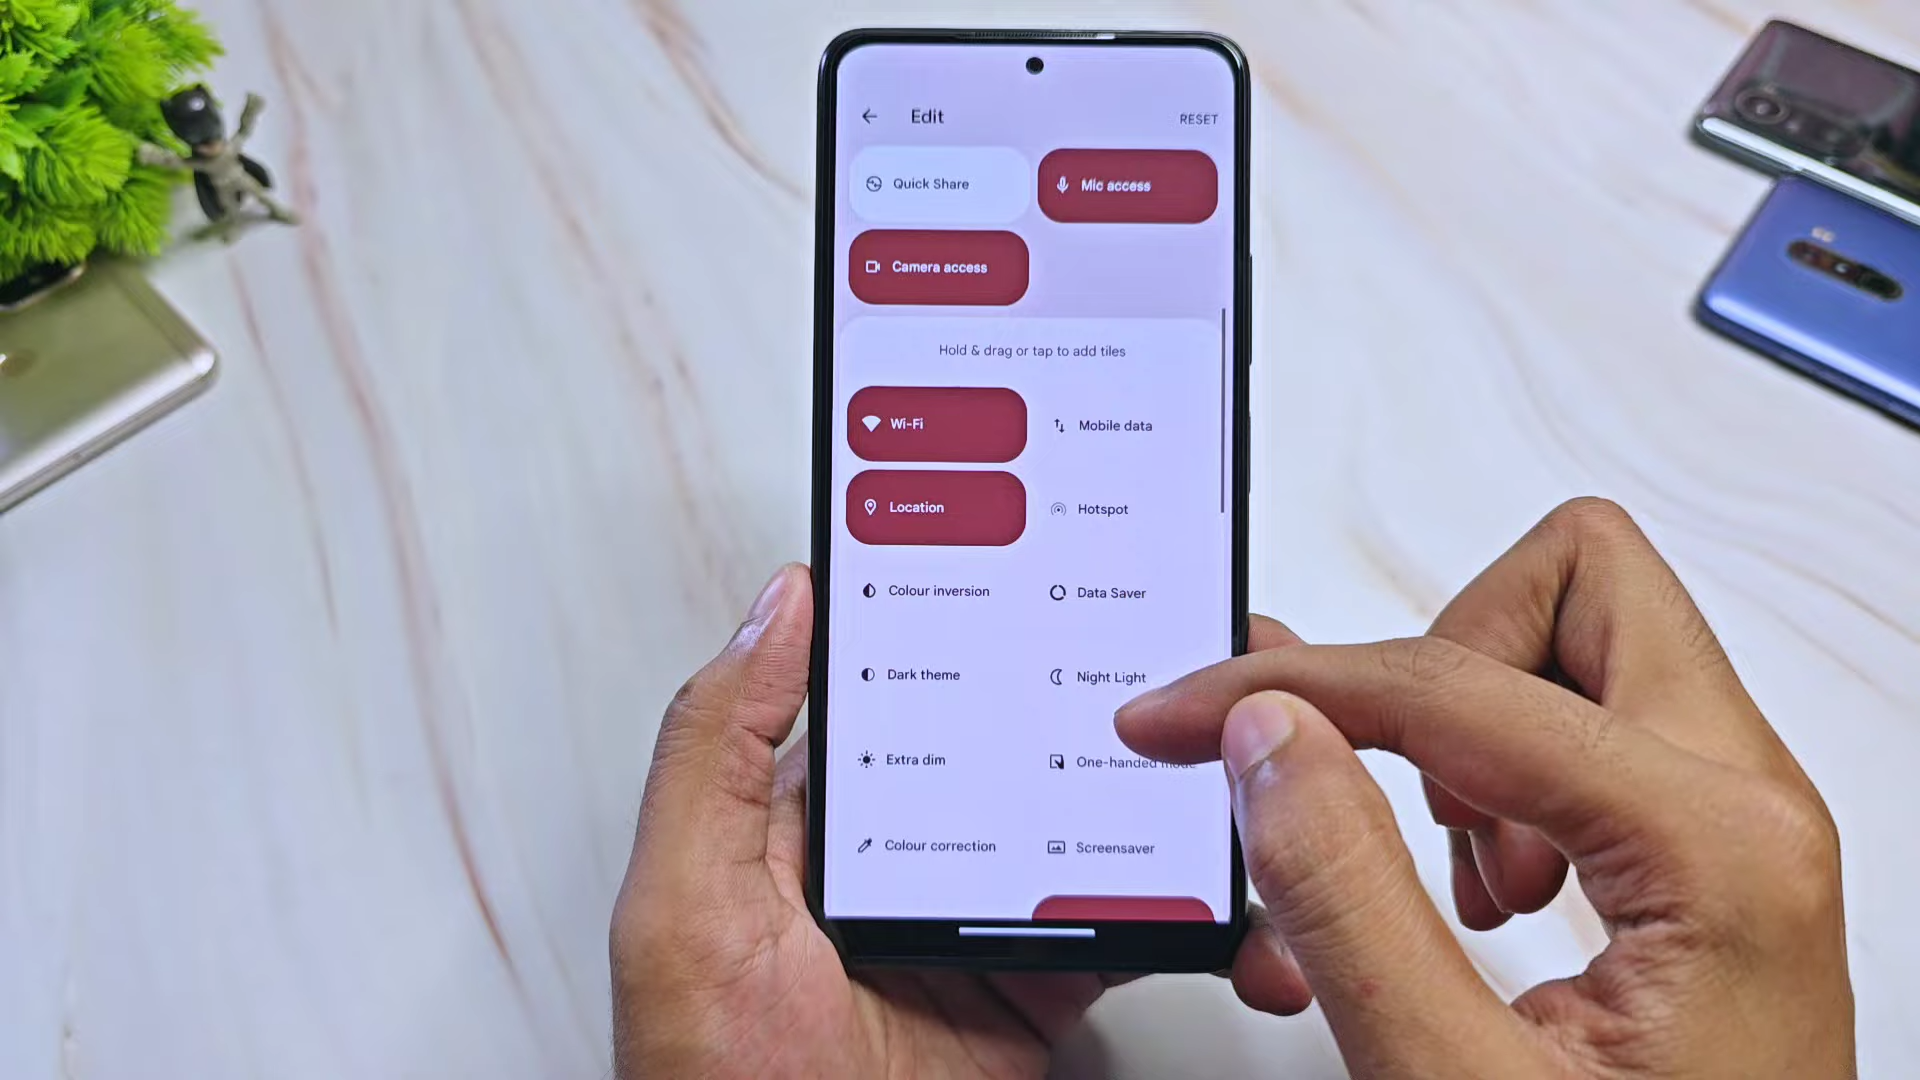 Edit
RESET
Quick Share
Mic access
Camera access
Hold & drag or tap to add tiles
Wi-Fi
Mobile data
Location
Hotspot
Colour inversion
Data Saver
Dark theme
Night Light
Extra dim
One-handed mode
Colour correction
Screensaver